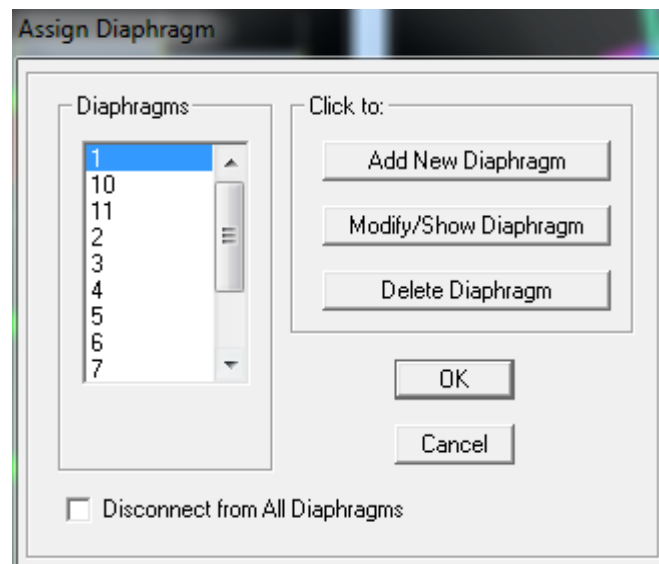 Assign Diaphragm
Diaphragms
1
10
11
2
3
4
5
6
7
Click to:
Add New Diaphragm
Modify/Show Diaphragm
Delete Diaphragm
OK
Cancel
Disconnect from All Diaphragms